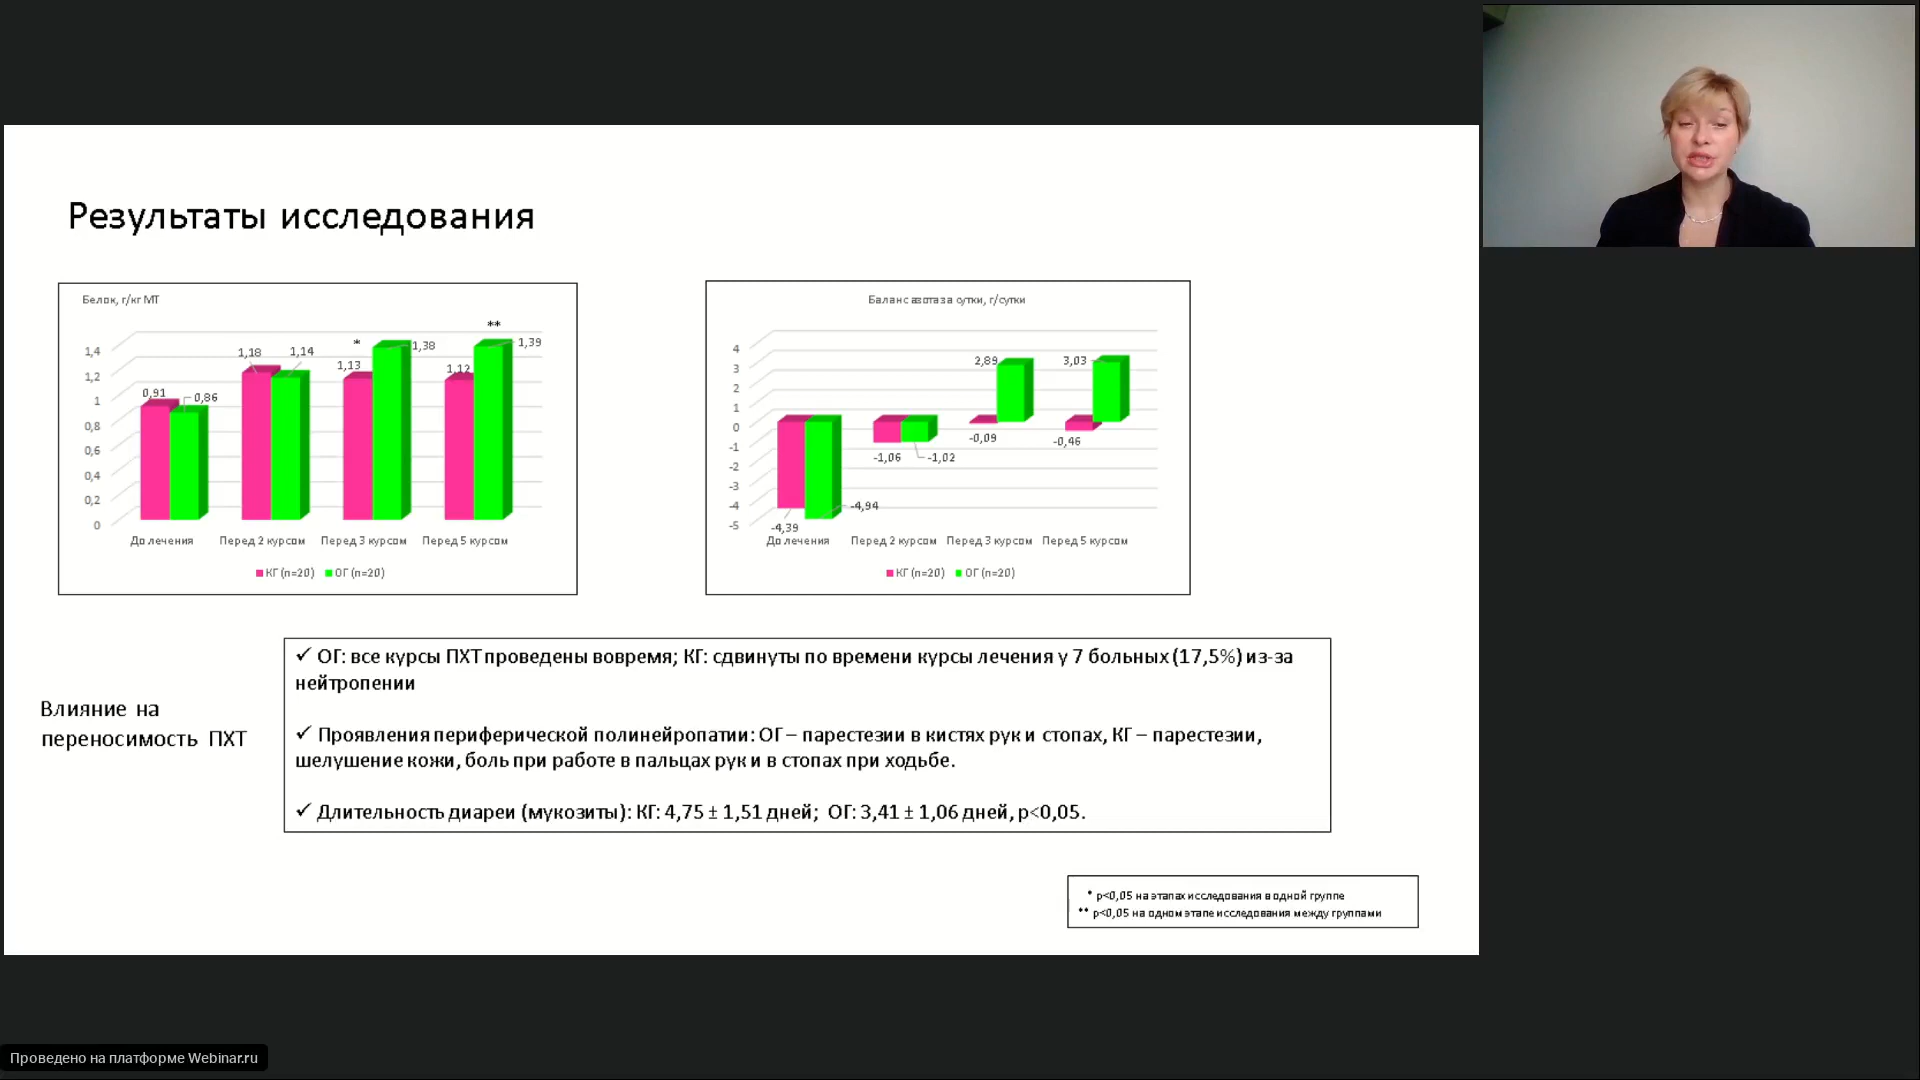 Результаты исследования
Белок, г/кг МТ
**
*
1,4
1,2
1
0,8
0,6
0,4
0,2
0
0,91
0,86
1,18
1,14
1,13
1,38
1,12
1,39
До лечения
Перед 2 курсом
Перед 3 курсом
Перед 5 курсом
КГ (n=20)
ОГ (n=20)
Баланс азота за сутки, г/сутки
4
3
2
1
0
-1
-2
-3
-4
-5
-4,39
-4,94
-1,06
-1,02
2,89
-0,09
3,03
-0,46
До лечения
Перед 2 курсом
Перед 3 курсом
Перед 5 курсом
КГ (n=20)
ОГ (n=20)
Влияние на
переносимость ПХТ
✓ ОГ: все курсы ПХТ проведены вовремя; КГ: сдвинуты по времени курсы лечения у 7 больных (17,5%) из-за
нейтропении
✓ Проявления периферической полинейропатии: ОГ – парестезии в кистях рук и стопах, КГ – парестезии,
шелушение кожи, боль при работе в пальцах рук и в стопах при ходьбе.
✓ Длительность диареи (мукозиты): КГ: 4,75 ± 1,51 дней; ОГ: 3,41 ± 1,06 дней, p<0,05.
* p<0,05 на этапах исследования в одной группе
** p<0,05 на одном этапе исследования между группами
Проведено на платформе Webinar.ru